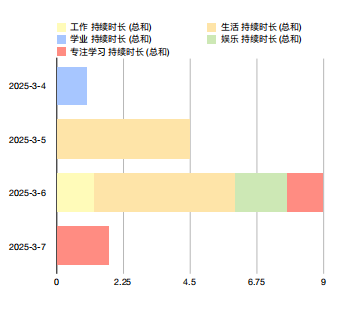 工作 持续时长 (总和) 生活 持续时长 (总和)
学业 持续时长 (总和) 娱乐 持续时长 (总和)
专注学习 持续时长 (总和)
2025-3-4
2025-3-5
2025-3-6
2025-3-7
0 2.25 4.5 6.75 9